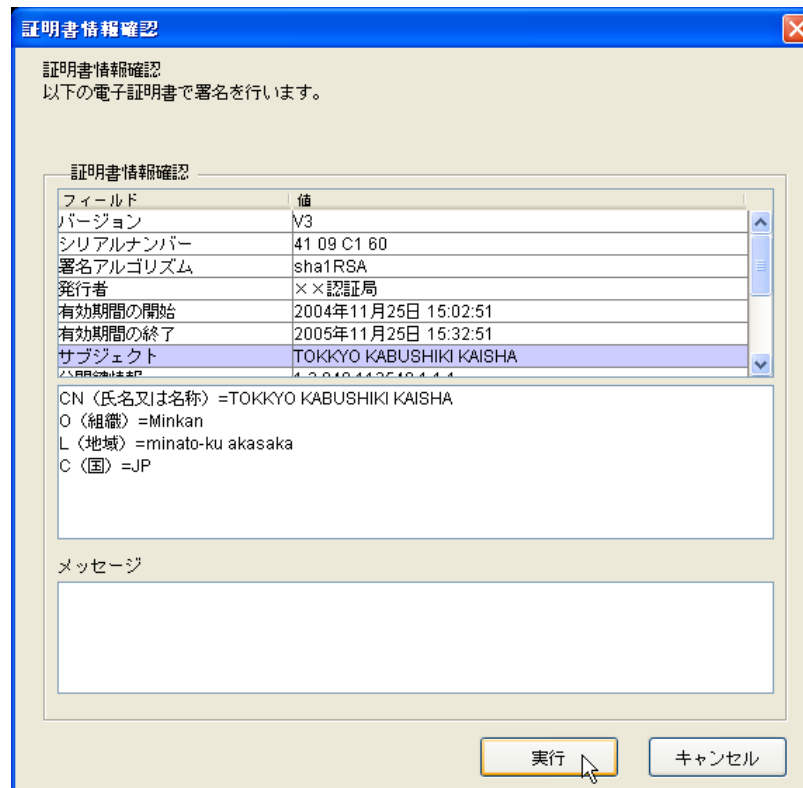 証明書情報確認
証明書情報確認
以下の電子証明書で署名を行います。
証明書情報確認
フィールド 値
バージョン V3
シリアルナンバー 41 09 C1 60
署名アルゴリズム sha1RSA
発行者 ××認証局
有効期間の開始 2004年11月25日 15:02:51
有効期間の終了 2005年11月25日 15:32:51
サブジェクト TOKKYO KABUSHIKI KAISHA
CN（氏名又は名称）=TOKKYO KABUSHIKI KAISHA
O（組織）=Minkan
L（地域）=minato-ku akasaka
C（国）=JP
メッセージ
実行 キャンセル